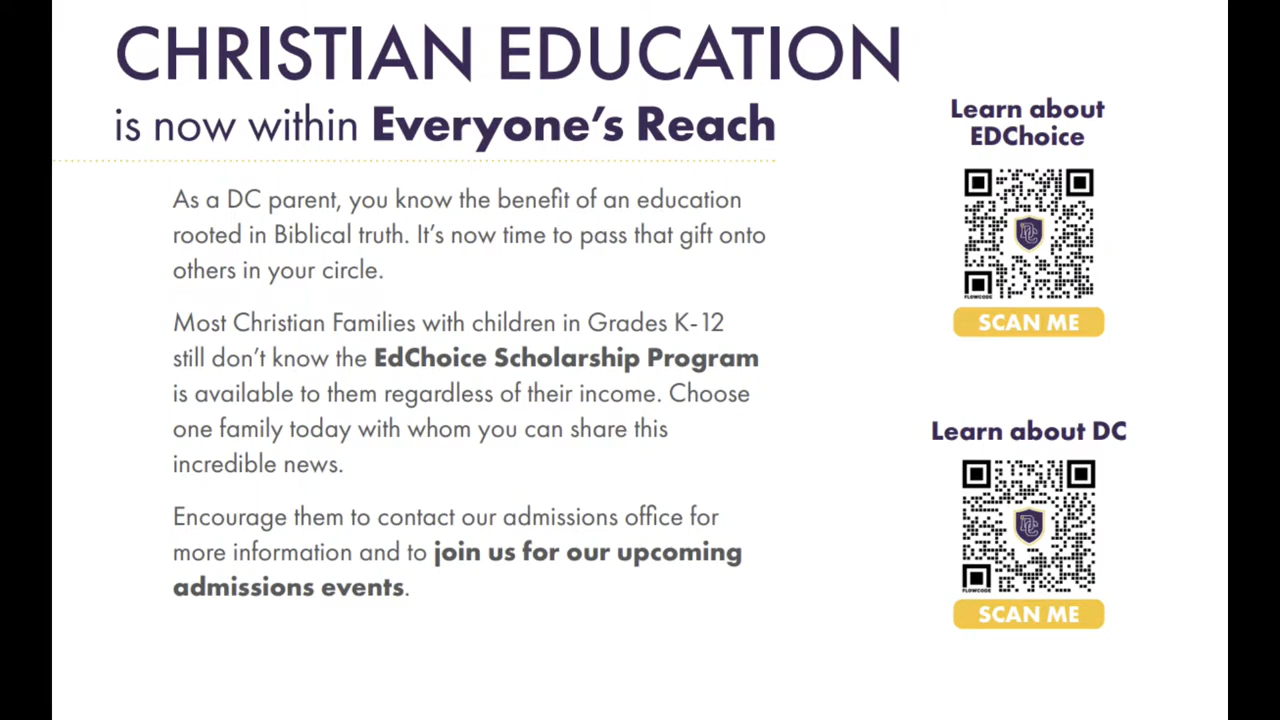 CHRISTIAN EDUCATION
is now within Everyone's Reach
As a DC parent, you know the benefit of an education
rooted in Biblical truth. It's now time to pass that gift onto
others in your circle.
Most Christian Families with children in Grades K-12
still don't know the EdChoice Scholarship Program
is available to them regardless of their income. Choose
one family today with whom you can share this
incredible news.
Encourage them to contact our admissions office for
more information and to join us for our upcoming
admissions events.
Learn about
EDChoice
DC
FLOWCODE
SCAN ME
Learn about DC
DC
FLOWCODE
SCAN ME